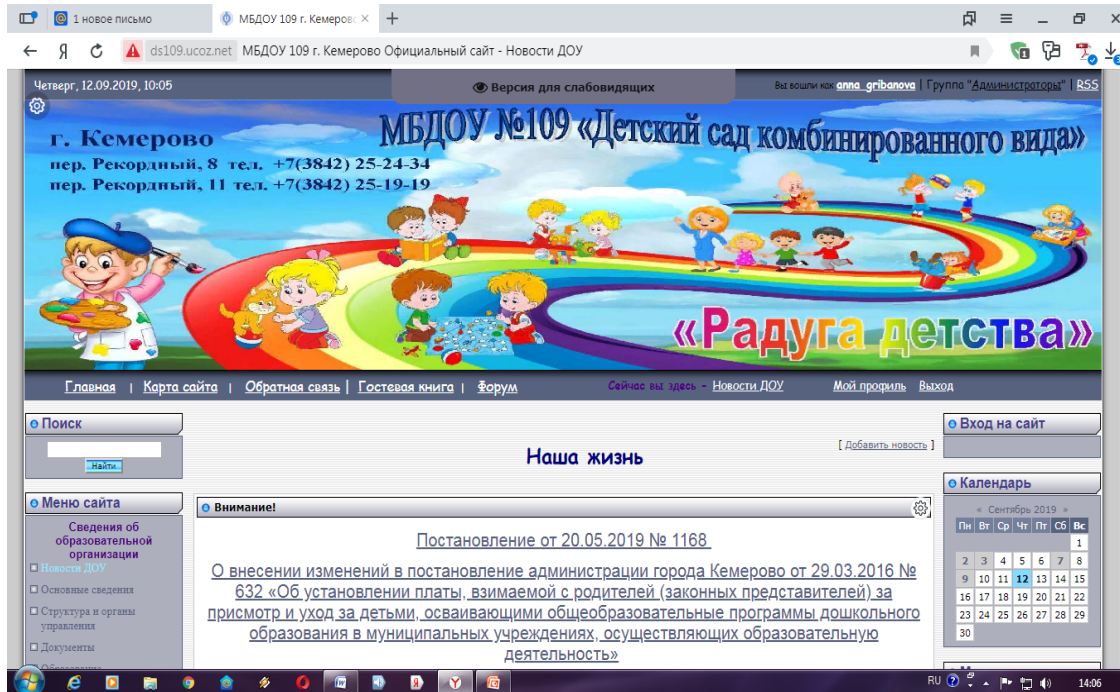 1 новое письмо
МБДОУ 109 г. Кемерово
ds109.ucoz.net МБДОУ 109 г. Кемерово Официальный сайт - Новости ДОУ
Четверг, 12.09.2019, 10:05
Версия для слабовидящих
Вы вошли как anna_gribanova | Группа "Администраторы" | RSS
г. Кемерово
пер. Рекордный, 8 тел. +7(3842) 25-24-34
пер. Рекордный, 11 тел. +7(3842) 25-19-19
МБДОУ №109 «Детский сад комбинированного вида»
«Радуга детства»
Главная | Карта сайта | Обратная связь | Гостевая книга | Форум
Сейчас вы здесь - Новости ДОУ
Мой профиль Выход
Поиск
Найти
Меню сайта
Сведения об
образовательной
организации
Новости ДОУ
Основные сведения
Структура и органы
управления
Документы
Образование
[ Добавить новость ]
Наша жизнь
Внимание!
Постановление от 20.05.2019 № 1168
О внесении изменений в постановление администрации города Кемерово от 29.03.2016 №
632 «Об установлении платы, взимаемой с родителей (законных представителей) за
присмотр и уход за детьми, осваивающими общеобразовательные программы дошкольного
образования в муниципальных учреждениях, осуществляющих образовательную
деятельность»
Вход на сайт
Календарь
« Сентябрь 2019 »
Пн Вт Ср Чт Пт Сб Вс
1
2 3 4 5 6 7 8
9 10 11 12 13 14 15
16 17 18 19 20 21 22
23 24 25 26 27 28 29
30
RU
14:06